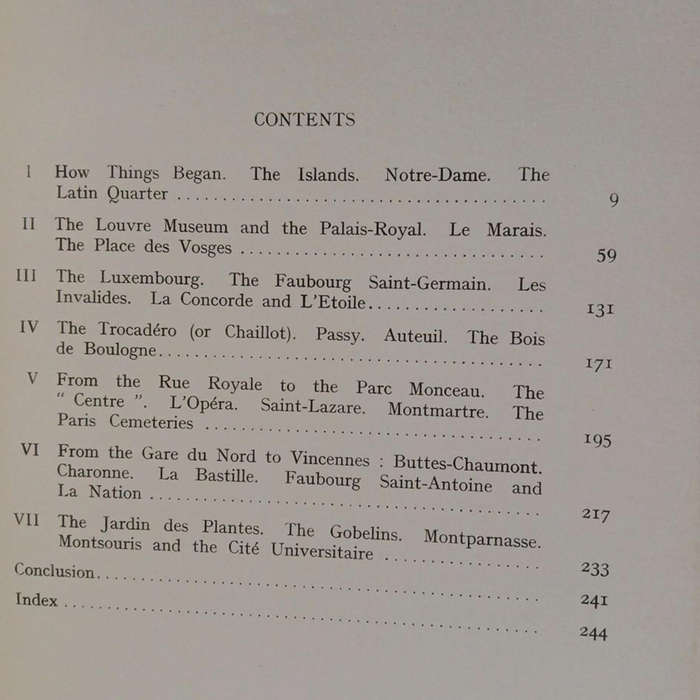 CONTENTS
I How Things Began. The Islands. Notre-Dame. The
Latin Quarter ........................................ 9
II The Louvre Museum and the Palais-Royal. Le Marais.
The Place des Vosges ................................. 59
III The Luxembourg. The Faubourg Saint-Germain. Les
Invalides. La Concorde and L'Etoile................... 131
IV The Trocadéro (or Chaillot). Passy. Auteuil. The Bois
de Boulogne.......................................... 171
V From the Rue Royale to the Parc Monceau. The
" Centre ". L'Opéra. Saint-Lazare. Montmartre. The
Paris Cemeteries ..................................... 195
VI From the Gare du Nord to Vincennes : Buttes-Chaumont.
Charonne. La Bastille. Faubourg Saint-Antoine and
La Nation ........................................... 217
VII The Jardin des Plantes. The Gobelins. Montparnasse.
Montsouris and the Cité Universitaire ................. 233
Conclusion................................................ 241
Index .................................................... 244